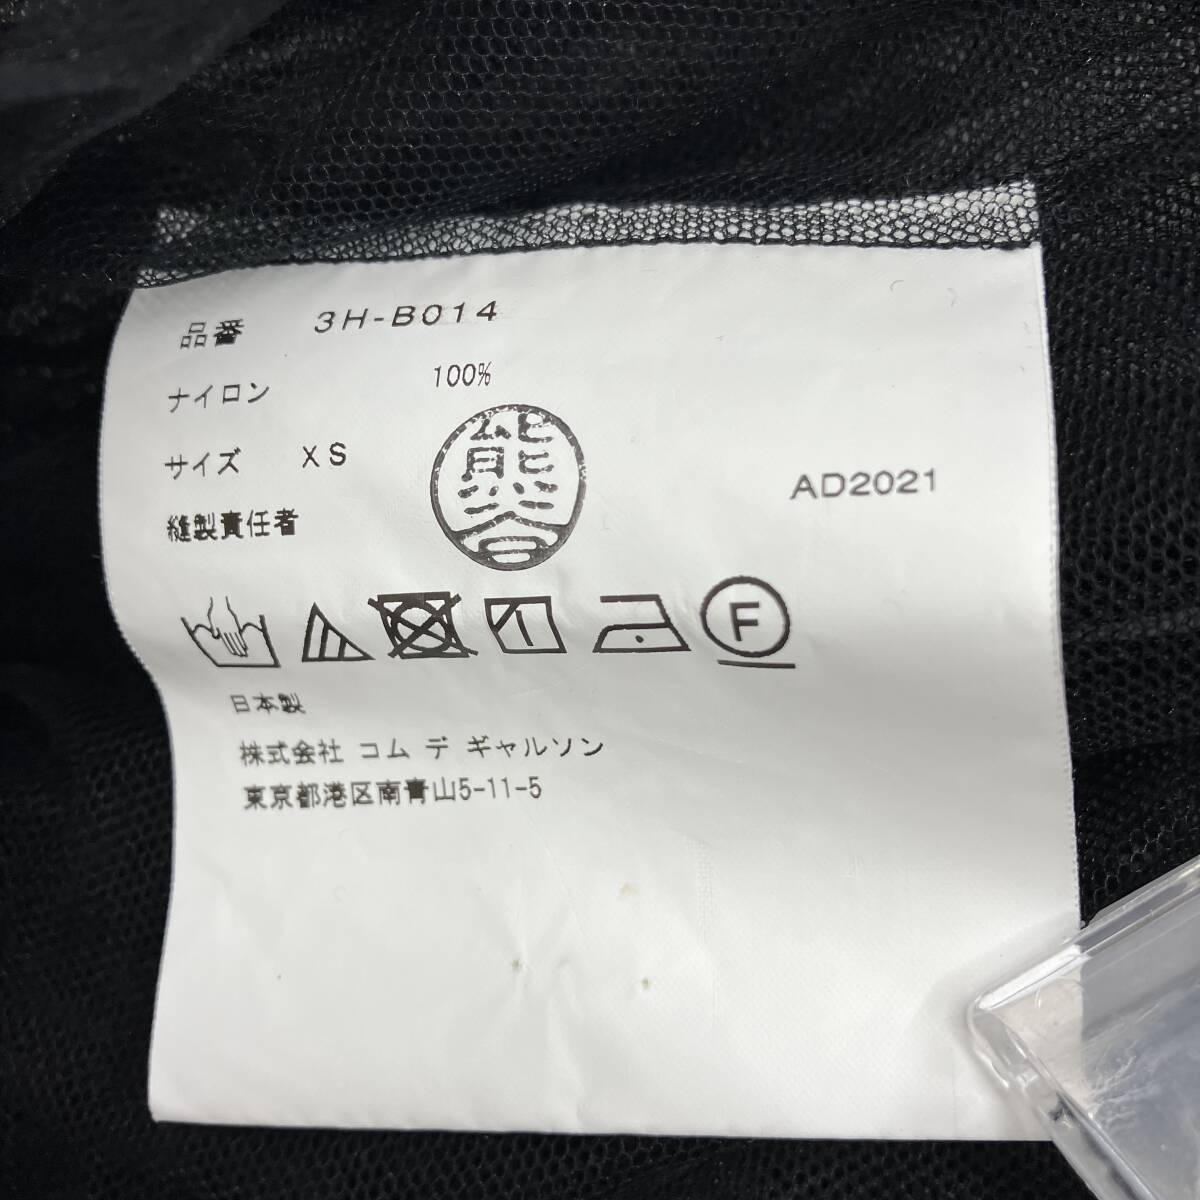 品番 3H-B014
ナイロン 100%
サイズ XS
熊谷
AD2021
縫製責任者
F
日本製
株式会社 コム デ ギャルソン
東京都港区南青山5-11-5